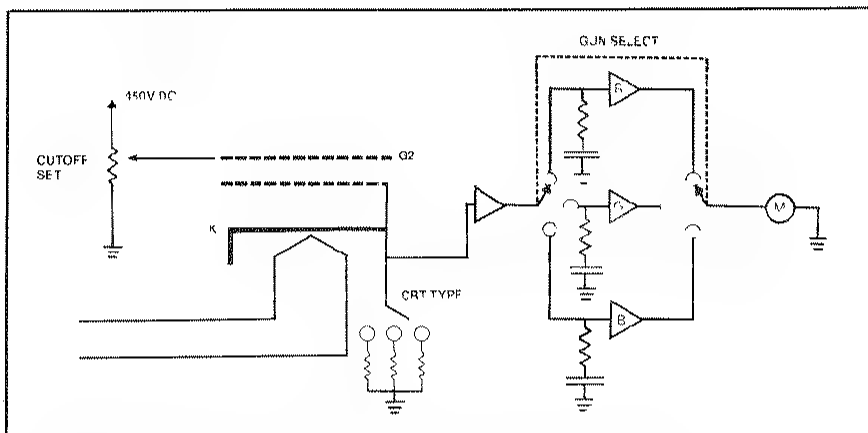 GUN SELECT
450V DC
CUTOFF
SET
G2
K
CRT TYPE
G
M
B